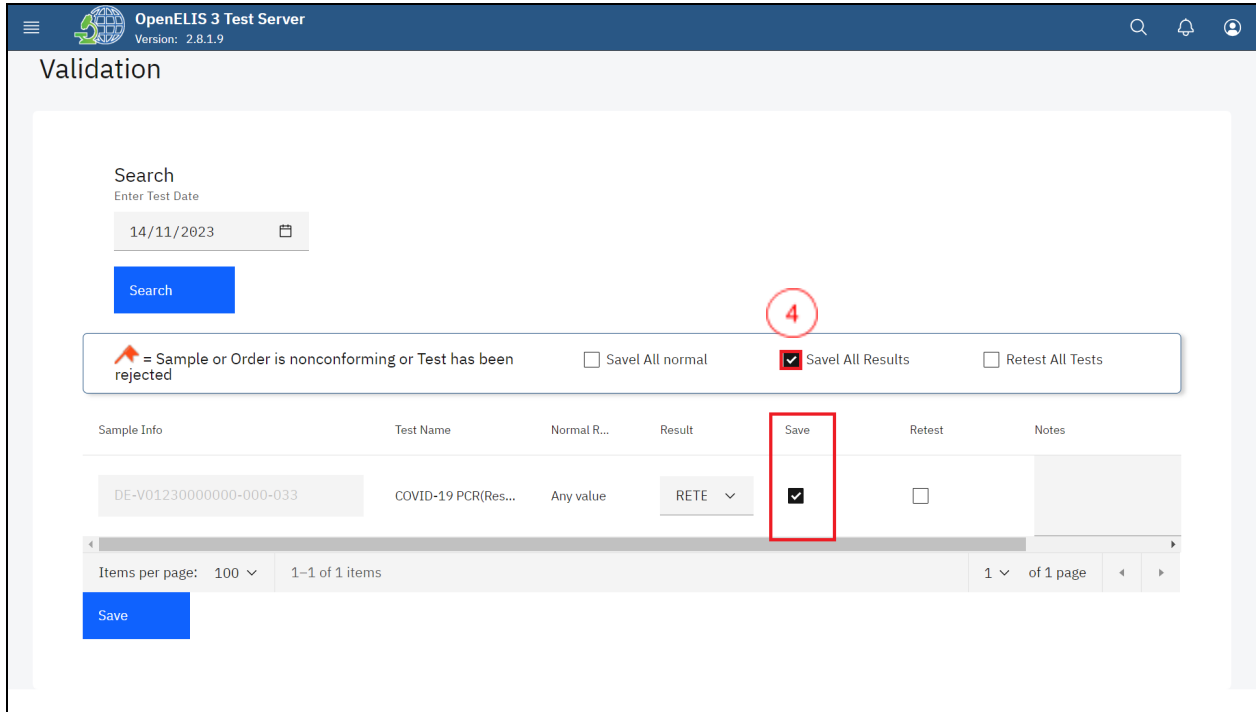 OpenELIS 3 Test Server
Version: 2.8.1.9
Validation
Search
Enter Test Date
14/11/2023
Search
4
= Sample or Order is nonconforming or Test has been
rejected
Savel All normal
Savel All Results
Retest All Tests
Sample Info Test Name Normal R... Result Save Retest Notes
DE-V01230000000-000-033 COVID-19 PCR(Res... Any value RETE
Items per page: 100 1–1 of 1 items 1 of 1 page
Save